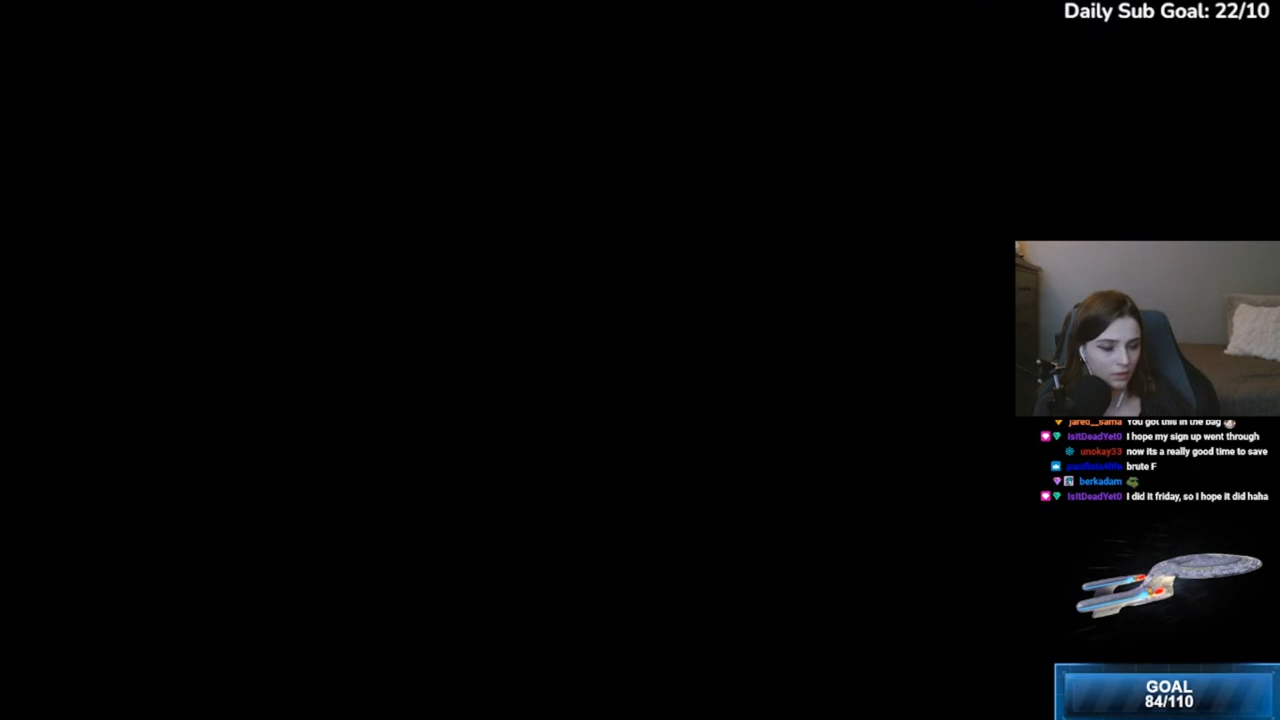 Daily Sub Goal: 22/10
jared__sama You got this in the bag
IsItDeadYet0 I hope my sign up went through
unokay33 now its a really good time to save
brute F
berkadam
IsItDeadYet0 I did it friday, so I hope it did haha
GOAL
84/110